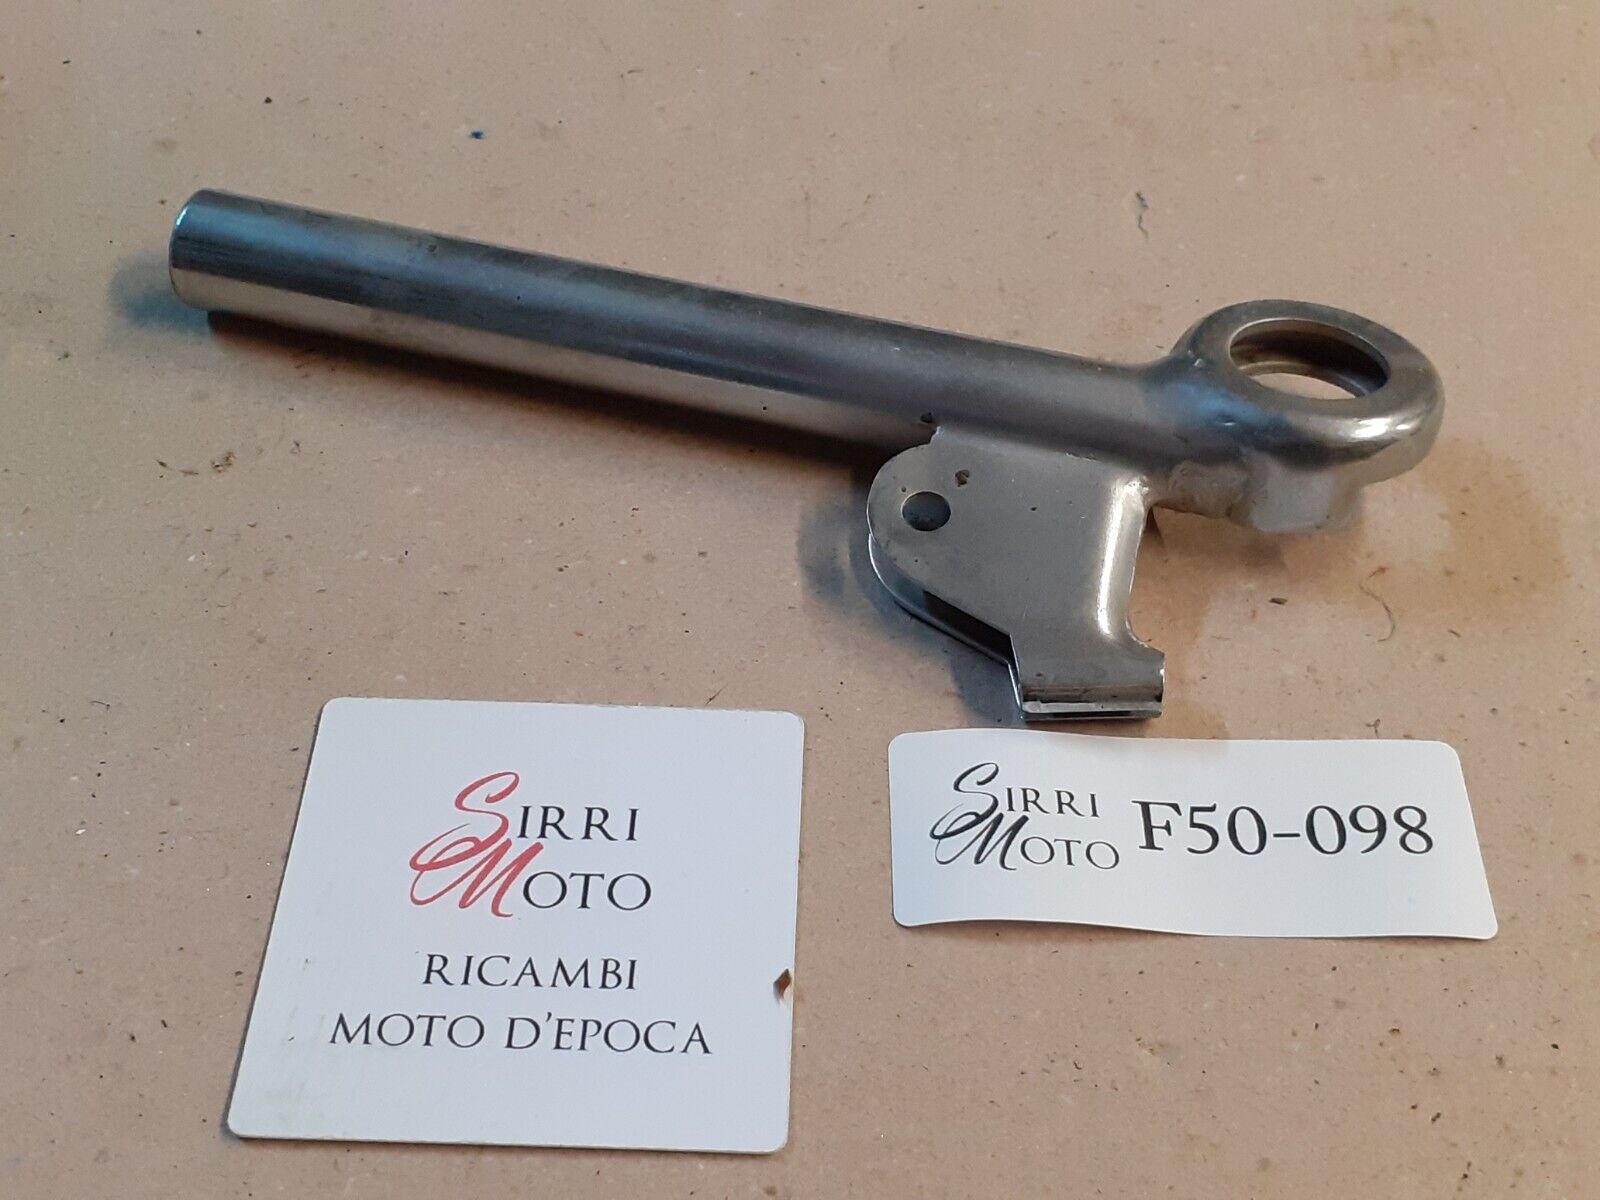 SIRRI
MOTO
RICAMBI
MOTO D'EPOCA
SIRRI
MOTO
F50-098